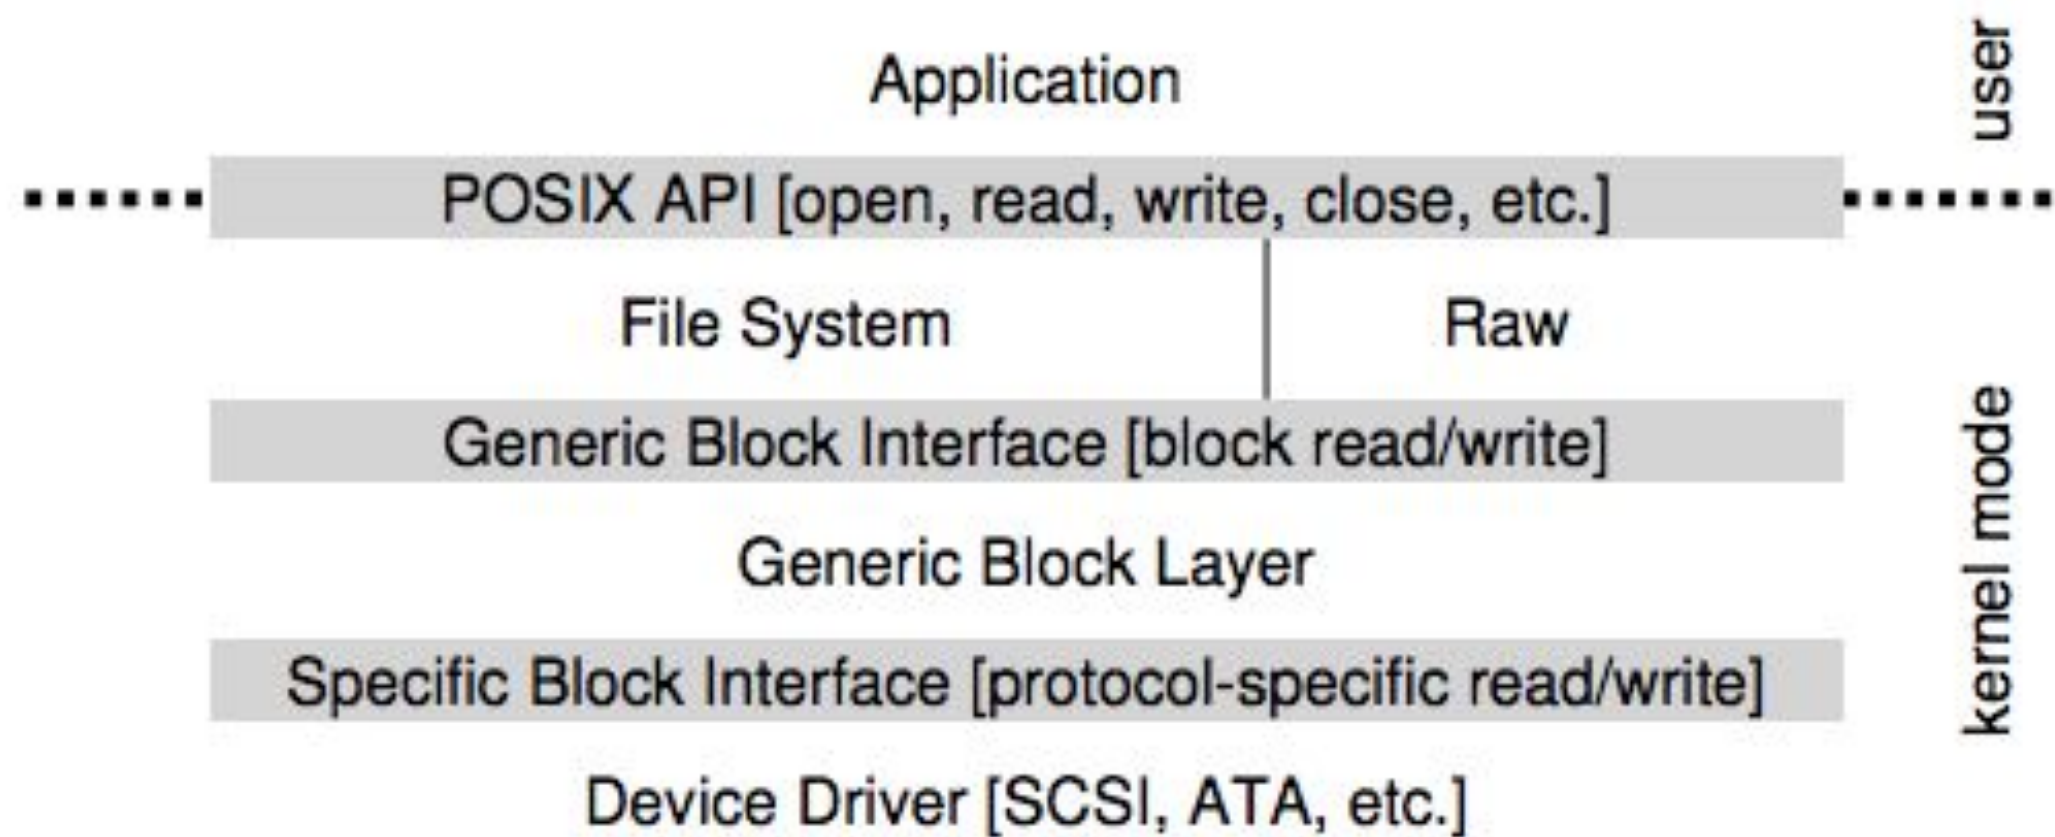 Application
user
POSIX API [open, read, write, close, etc.]
File System
Raw
Generic Block Interface [block read/write]
Generic Block Layer
kernel mode
Specific Block Interface [protocol-specific read/write]
Device Driver [SCSI, ATA, etc.]